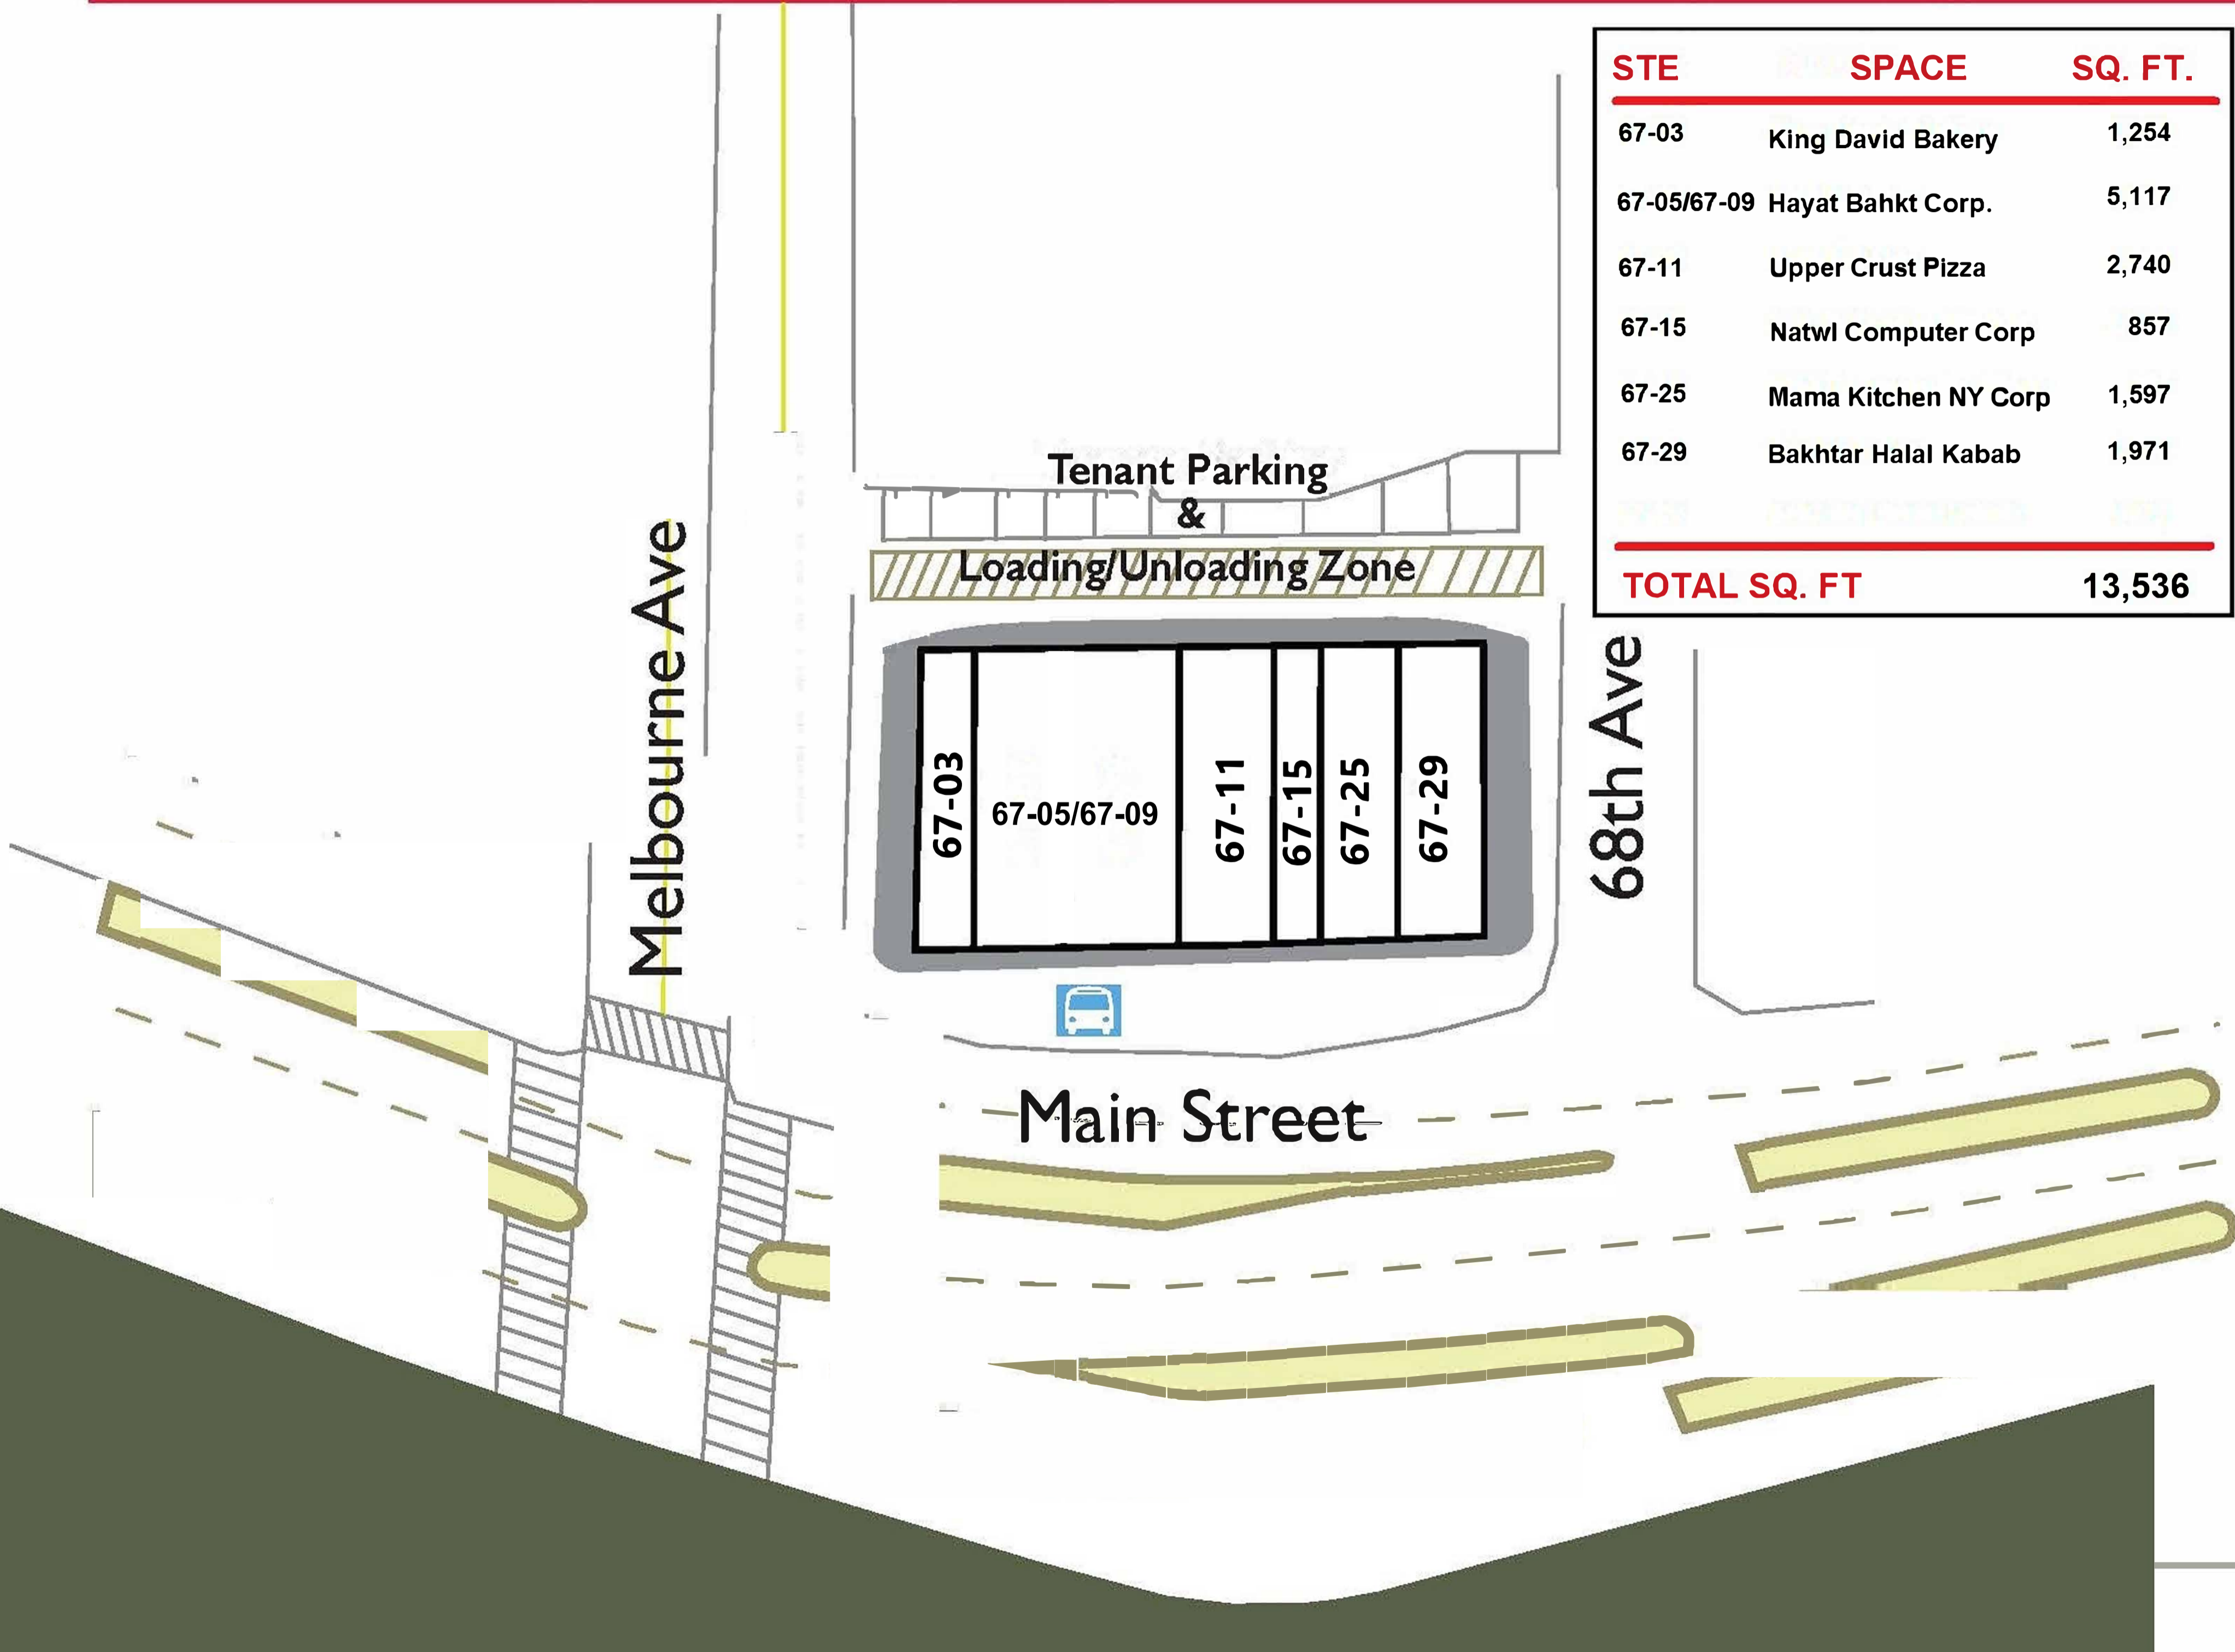 STE SPACE SQ. FT.
67-03 King David Bakery 1,254
67-05/67-09 Hayat Bahkt Corp. 5,117
67-11 Upper Crust Pizza 2,740
67-15 Natwl Computer Corp 857
67-25 Mama Kitchen NY Corp 1,597
67-29 Bakhtar Halal Kabab 1,971
TOTAL SQ. FT 13,536
Tenant Parking
&
Loading/Unloading Zone
Melbourne Ave
67-03
67-05/67-09
67-11
67-15
67-25
67-29
68th Ave
Main Street